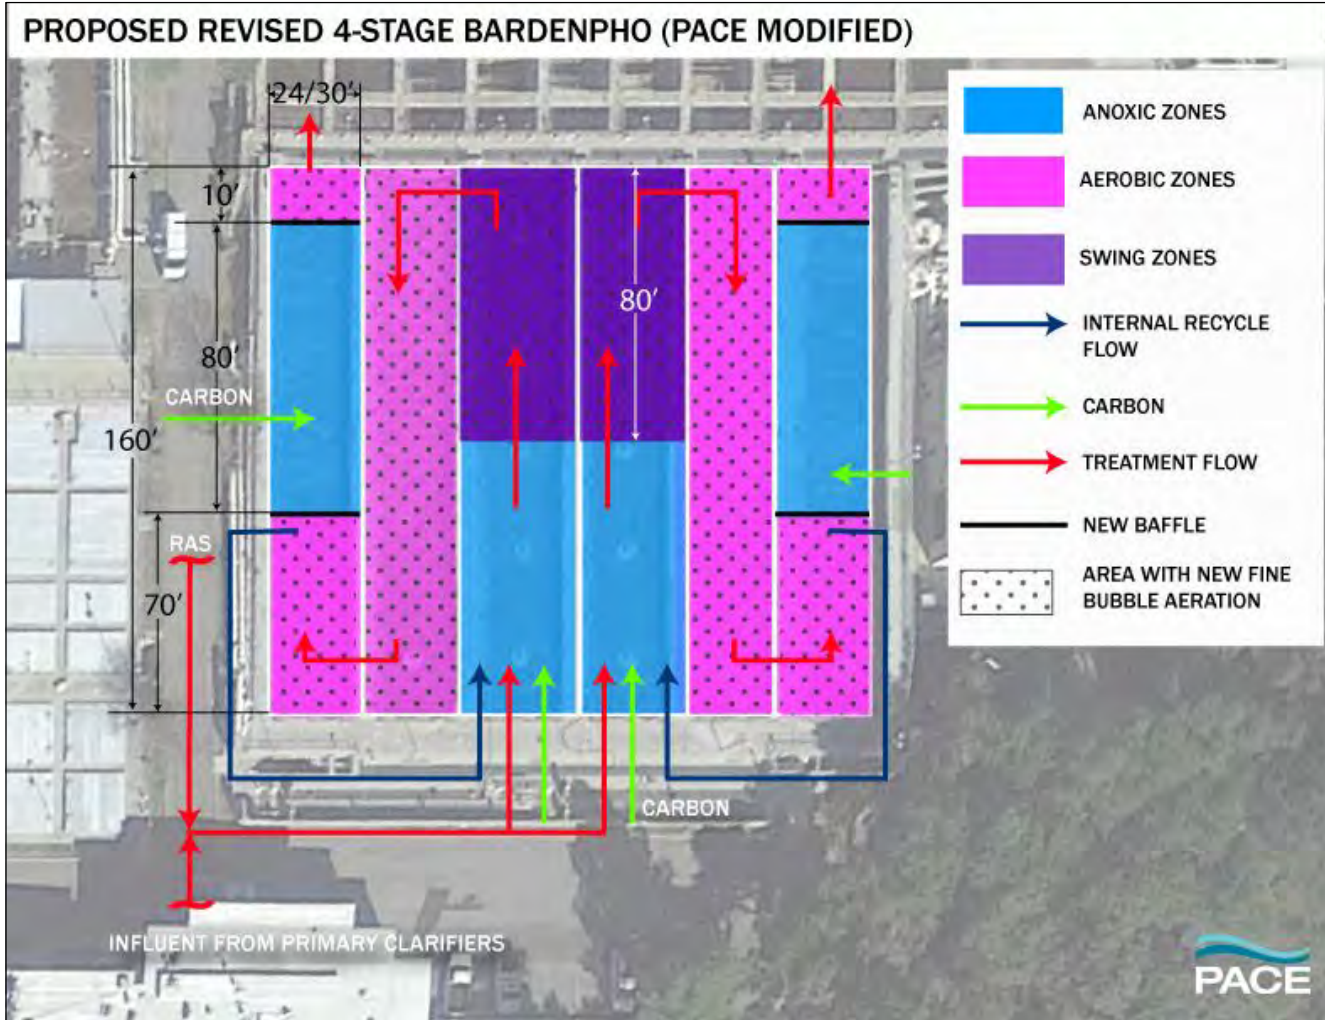 PROPOSED REVISED 4-STAGE BARDENPHO (PACE MODIFIED)
24/30'
10'
80'
80'
CARBON
160'
RAS
70'
CARBON
INFLUENT FROM PRIMARY CLARIFIERS
ANOXIC ZONES
AEROBIC ZONES
SWING ZONES
INTERNAL RECYCLE
FLOW
CARBON
TREATMENT FLOW
NEW BAFFLE
AREA WITH NEW FINE
BUBBLE AERATION
PACE